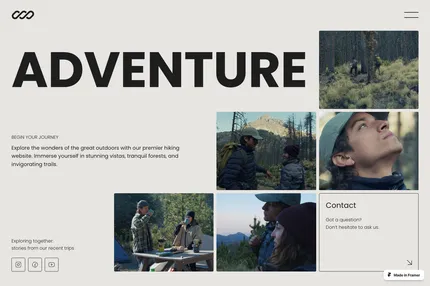 ADVENTURE
BEGIN YOUR JOURNEY
Explore the wonders of the great outdoors with our premier hiking
website. Immerse yourself in stunning vistas, tranquil forests, and
invigorating trails.
Exploring together:
stories from our recent trips.
Contact
Got a question?
Don't hesitate to ask us.
Made in Framer